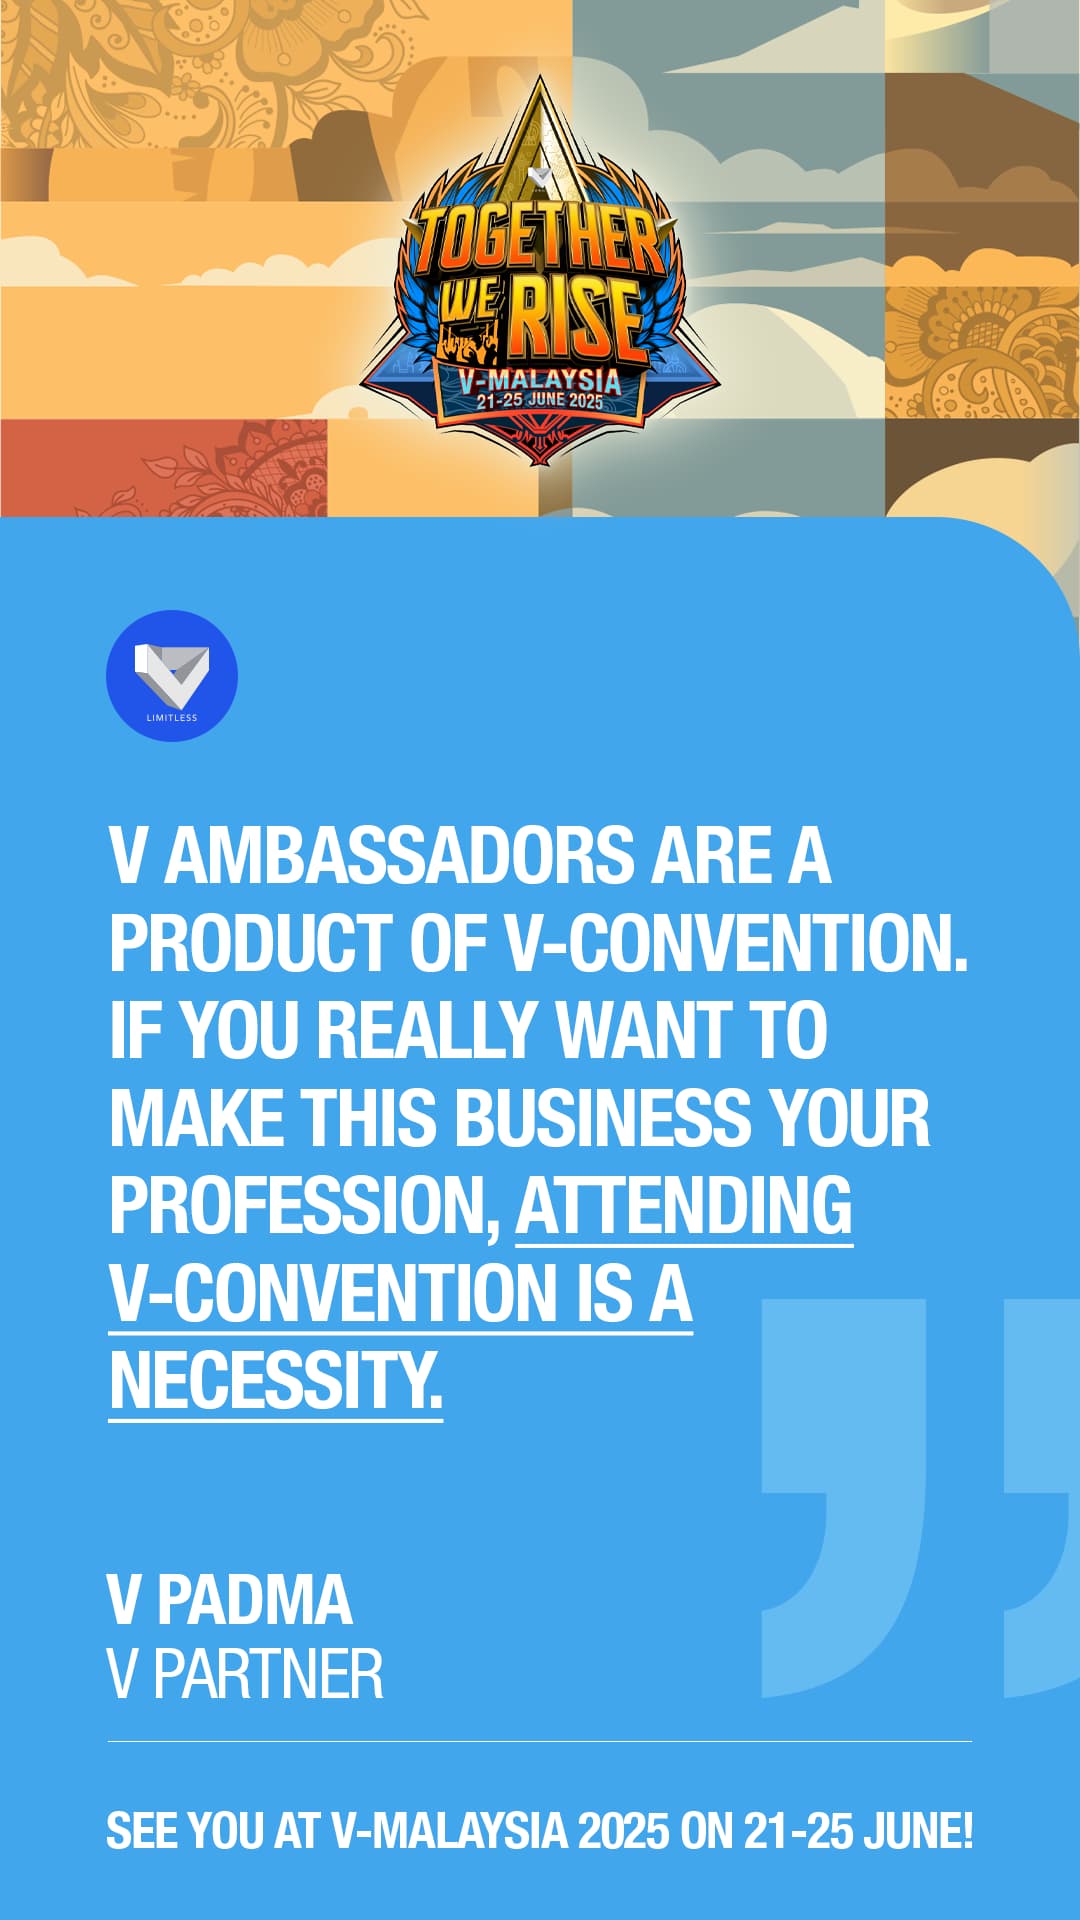 TOGETHER
WE RISE
V-MALAYSIA
21-25 JUNE 2025
LIMITLESS
V AMBASSADORS ARE A
PRODUCT OF V-CONVENTION.
IF YOU REALLY WANT TO
MAKE THIS BUSINESS YOUR
PROFESSION, ATTENDING
V-CONVENTION IS A
NECESSITY.
V PADMA
V PARTNER
SEE YOU AT V-MALAYSIA 2025 ON 21-25 JUNE!